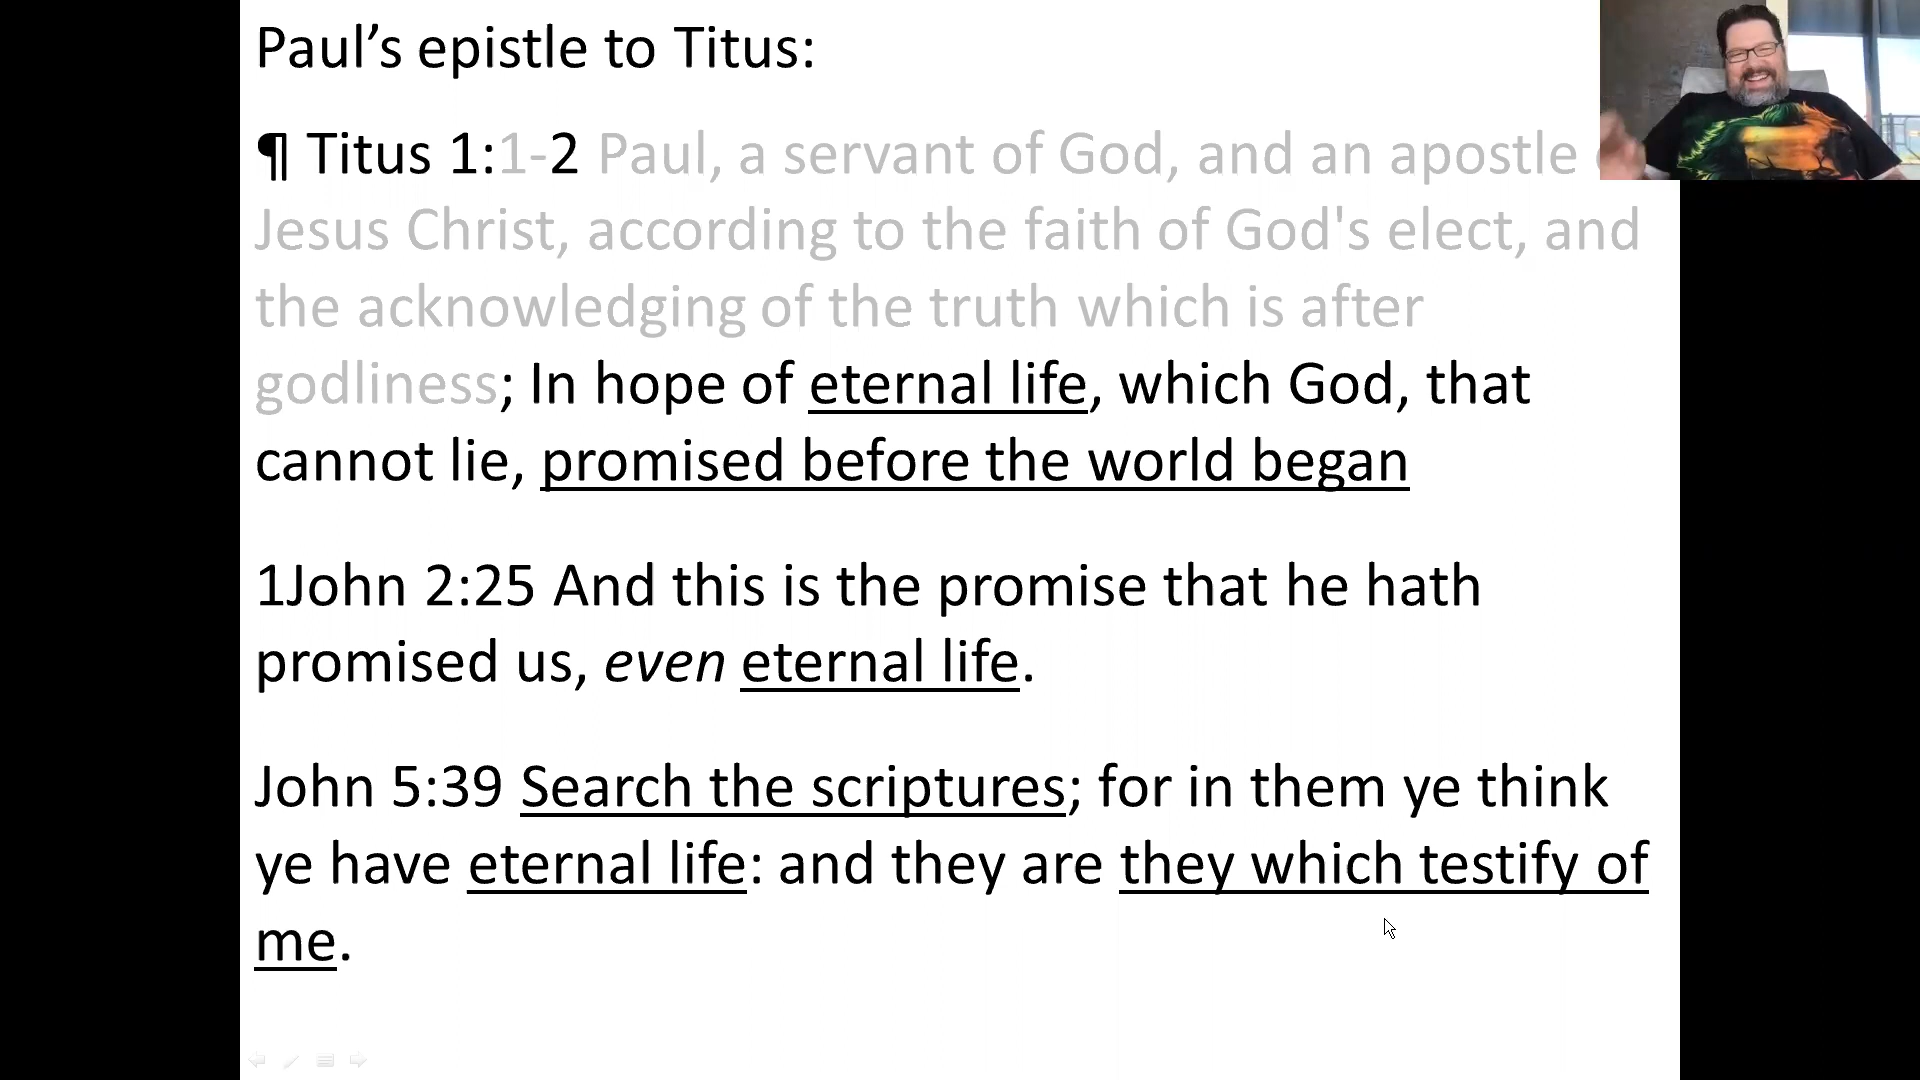 Paul’s epistle to Titus:
¶ Titus 1:1-2 Paul, a servant of God, and an apostle
Jesus Christ, according to the faith of God's elect, and
the acknowledging of the truth which is after
godliness; In hope of eternal life, which God, that
cannot lie, promised before the world began
1John 2:25 And this is the promise that he hath
promised us, even eternal life.
John 5:39 Search the scriptures; for in them ye think
ye have eternal life: and they are they which testify of
me.